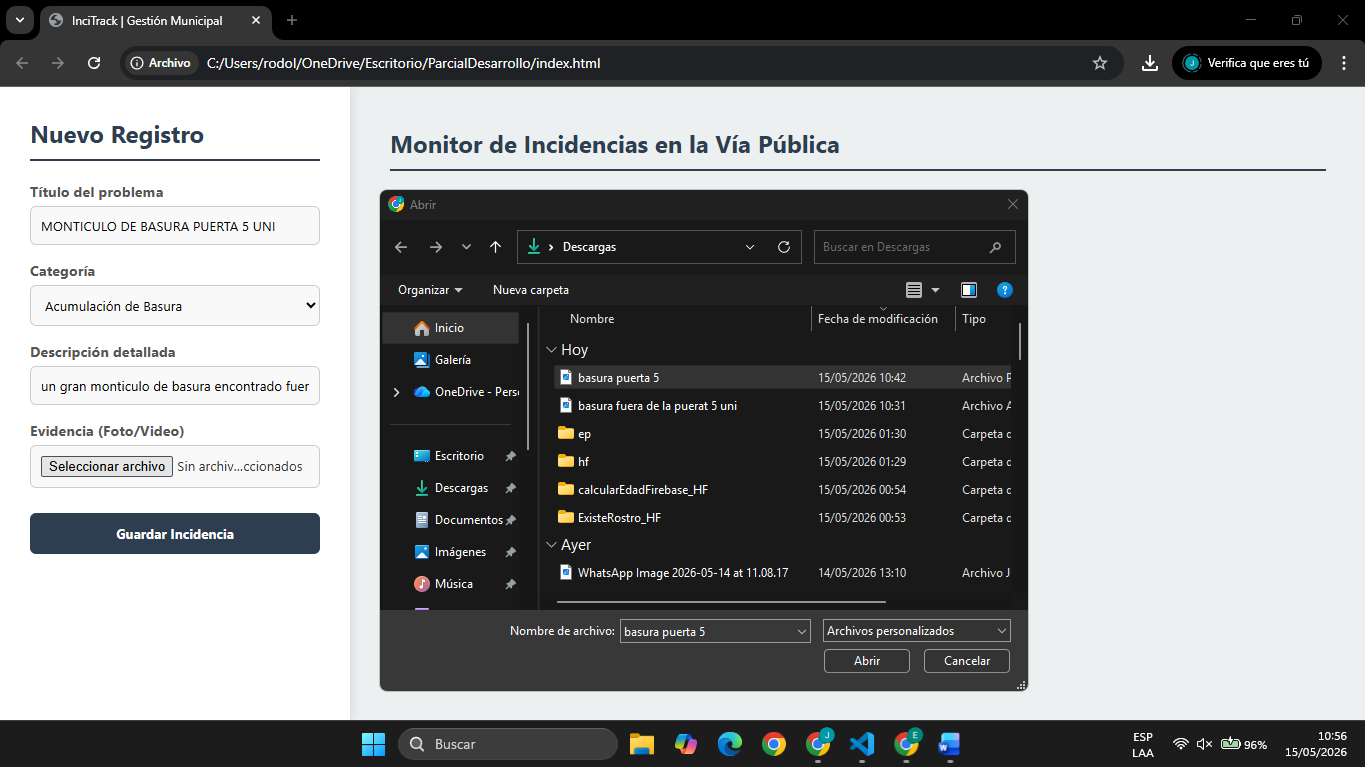 InciTrack | Gestión Municipal
Archivo C:/Users/rodol/OneDrive/Escritorio/ParcialDesarrollo/index.html
J Verifica que eres tú
Nuevo Registro
Título del problema
MONTICULO DE BASURA PUERTA 5 UNI
Categoría
Acumulación de Basura
Descripción detallada
un gran monticulo de basura encontrado fuer
Evidencia (Foto/Video)
Seleccionar archivo Sin archiv...ccionados
Guardar Incidencia
Monitor de Incidencias en la Vía Pública
Abrir
Descargas
Buscar en Descargas
Organizar Nueva carpeta
Inicio
Galería
OneDrive - Pers
Escritorio
Descargas
Documentos
Imágenes
Música
Nombre Fecha de modificación Tipo
Hoy
basura puerta 5 15/05/2026 10:42 Archivo P
basura fuera de la puerat 5 uni 15/05/2026 10:31 Archivo A
ep 15/05/2026 01:30 Carpeta d
hf 15/05/2026 01:29 Carpeta d
calcularEdadFirebase_HF 15/05/2026 00:54 Carpeta d
ExisteRostro_HF 15/05/2026 00:53 Carpeta d
Ayer
WhatsApp Image 2026-05-14 at 11.08.17 14/05/2026 13:10 Archivo J
Nombre de archivo: basura puerta 5 Archivos personalizados
Abrir Cancelar
Buscar
J
E
ESP
LAA
96%
10:56
15/05/2026